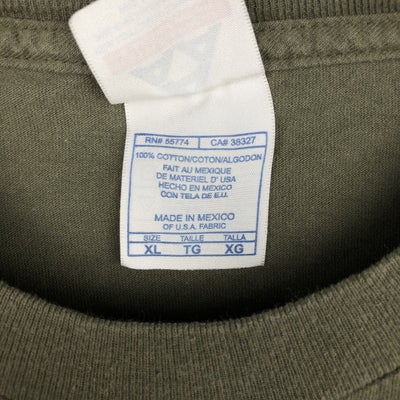 RN# 55774 CA# 38327
100% COTTON/COTON/ALGODON
FAIT AU MEXIQUE
DE MATERIEL D' USA
HECHO EN MEXICO
CON TELA DE E.U.
MADE IN MEXICO
OF U.S.A. FABRIC
SIZE TAILLE TALLA
XL TG XG